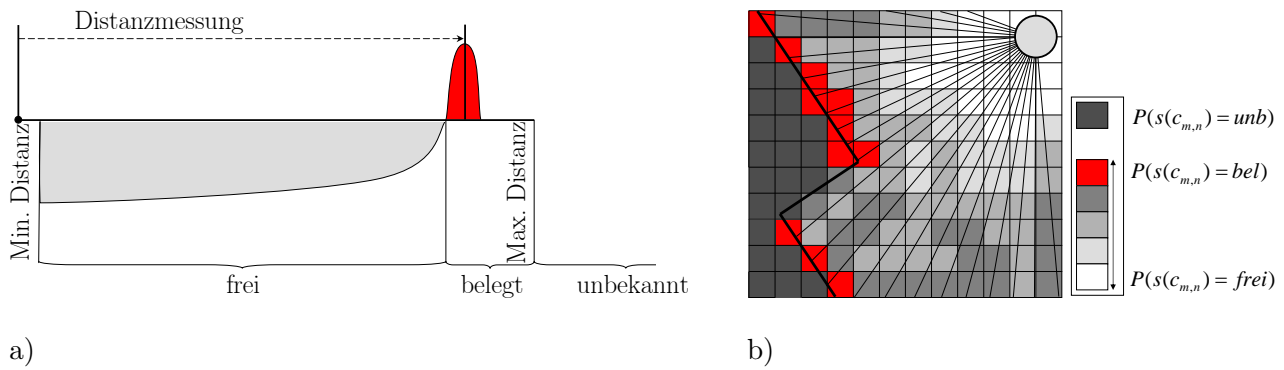 Distanzmessung
Min. Distanz
Max. Distanz
frei
belegt
unbekannt
a)
P(s(c_{m,n}) = unb)
P(s(c_{m,n}) = bel)
P(s(c_{m,n}) = frei)
b)